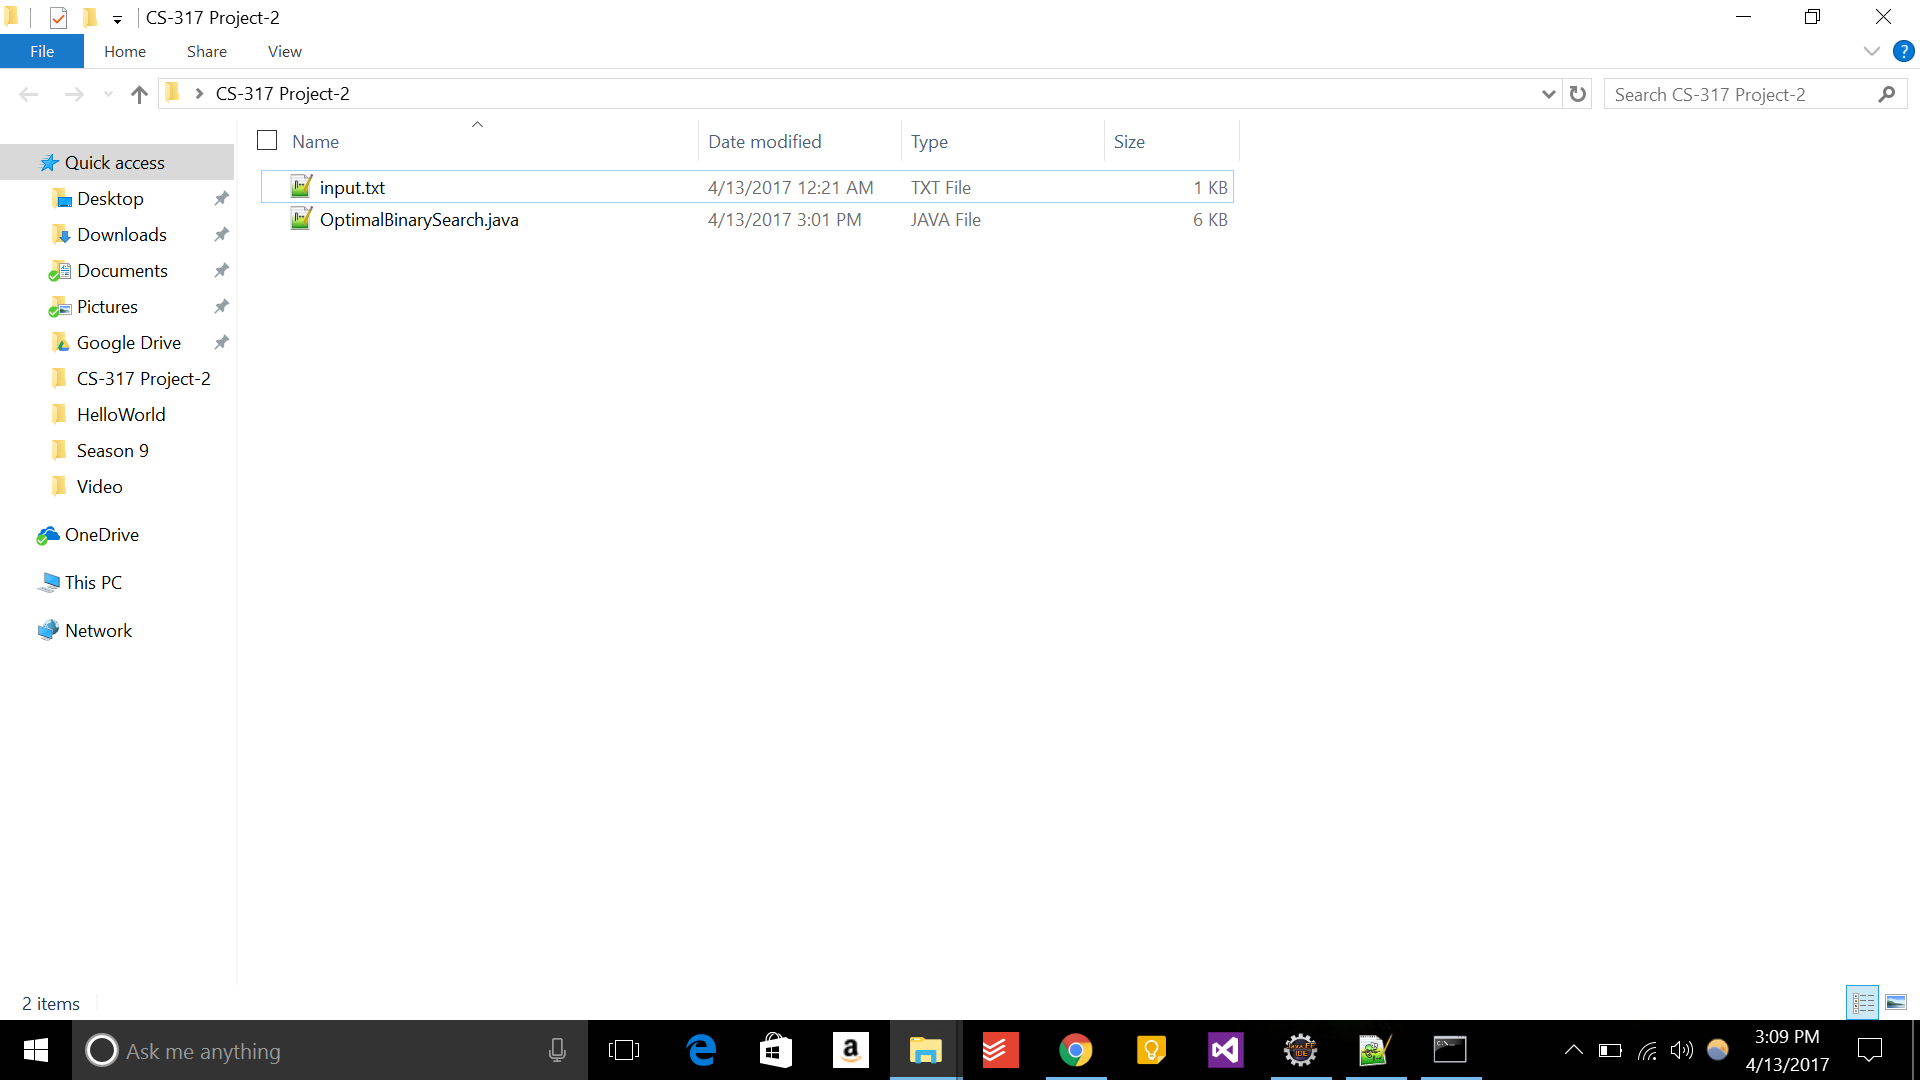 CS-317 Project-2
File Home Share View
CS-317 Project-2 Search CS-317 Project-2
Name Date modified Type Size
Quick access
input.txt 4/13/2017 12:21 AM TXT File 1 KB
Desktop
OptimalBinarySearch.java 4/13/2017 3:01 PM JAVA File 6 KB
Downloads
Documents
Pictures
Google Drive
CS-317 Project-2
HelloWorld
Season 9
Video
OneDrive
This PC
Network
2 items
Ask me anything
Java EE
IDE
3:09 PM
4/13/2017